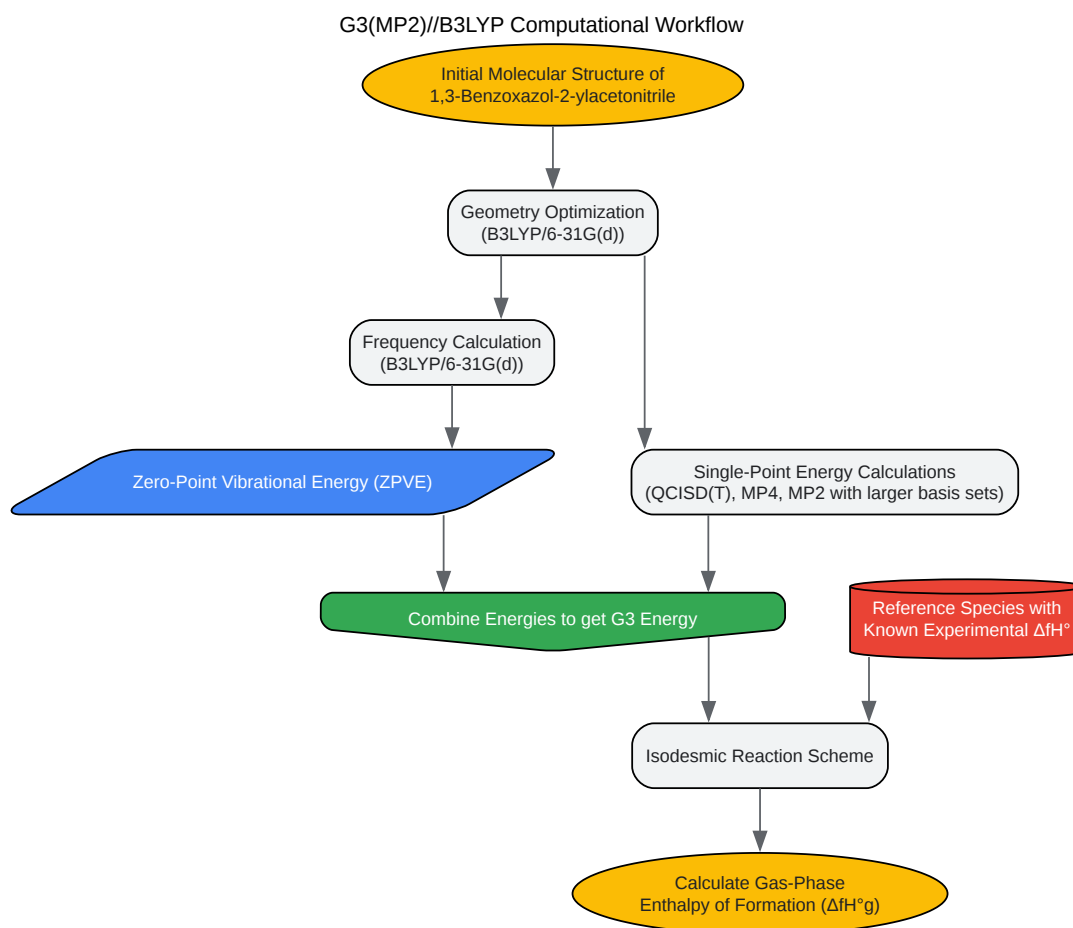 G3(MP2)//B3LYP Computational Workflow
Initial Molecular Structure of
1,3-Benzoxazol-2-ylacetonitrile
Geometry Optimization
(B3LYP/6-31G(d))
Frequency Calculation
(B3LYP/6-31G(d))
Zero-Point Vibrational Energy (ZPVE)
Single-Point Energy Calculations
(QCISD(T), MP4, MP2 with larger basis sets)
Combine Energies to get G3 Energy
Reference Species with
Known Experimental ΔfH°
Isodesmic Reaction Scheme
Calculate Gas-Phase
Enthalpy of Formation (ΔfH°g)